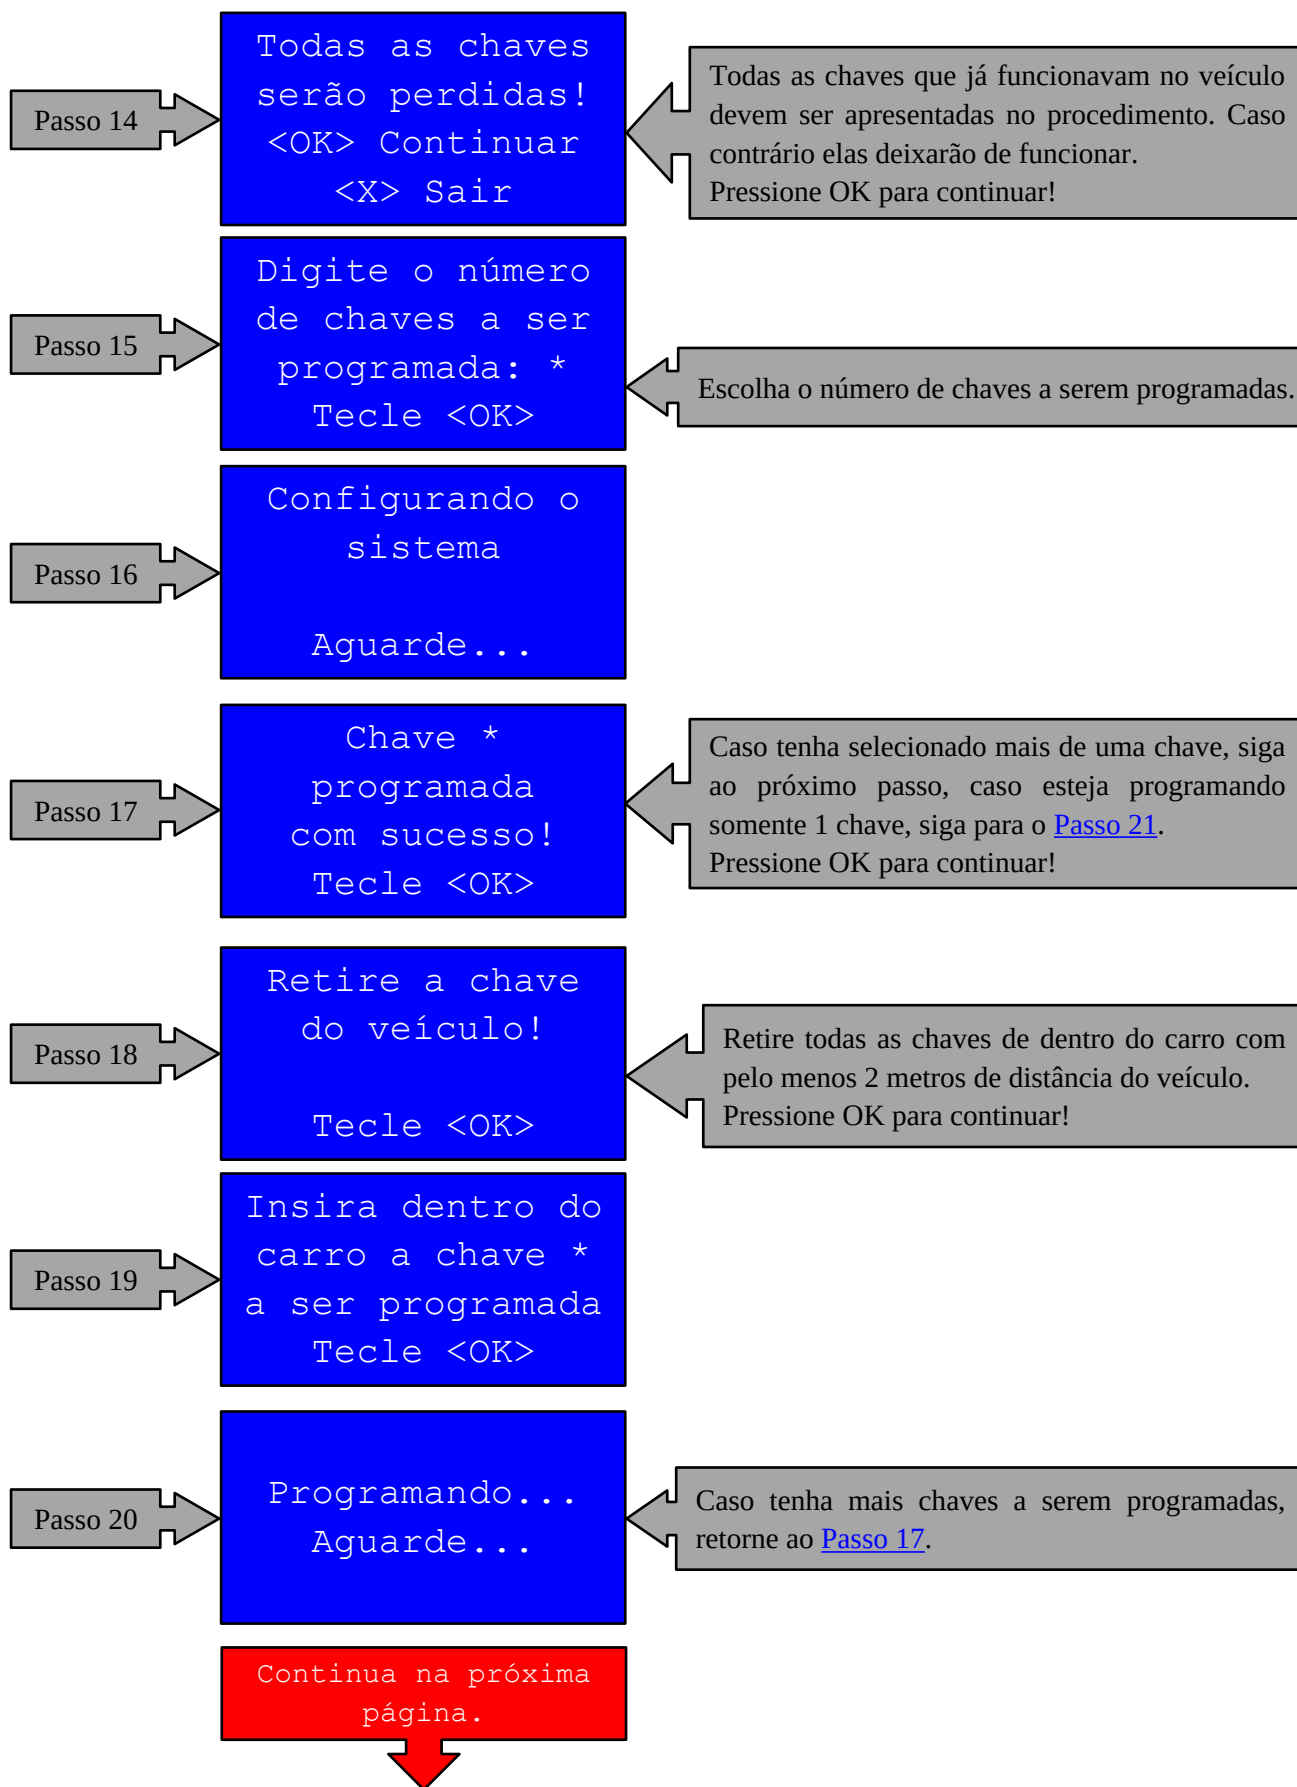 Passo 14
Todas as chaves
serão perdidas!
<OK> Continuar
<X> Sair
Todas as chaves que já funcionavam no veículo
devem ser apresentadas no procedimento. Caso
contrário elas deixarão de funcionar.
Pressione OK para continuar!
Passo 15
Digite o número
de chaves a ser
programada: *
Tecle <OK>
Escolha o número de chaves a serem programadas.
Passo 16
Configurando o
sistema
Aguarde...
Passo 17
Chave *
programada
com sucesso!
Tecle <OK>
Caso tenha selecionado mais de uma chave, siga
ao próximo passo, caso esteja programando
somente 1 chave, siga para o Passo 21.
Pressione OK para continuar!
Passo 18
Retire a chave
do veículo!
Tecle <OK>
Retire todas as chaves de dentro do carro com
pelo menos 2 metros de distância do veículo.
Pressione OK para continuar!
Passo 19
Insira dentro do
carro a chave *
a ser programada
Tecle <OK>
Passo 20
Programando...
Aguarde...
Caso tenha mais chaves a serem programadas,
retorne ao Passo 17.
Continua na próxima
página.